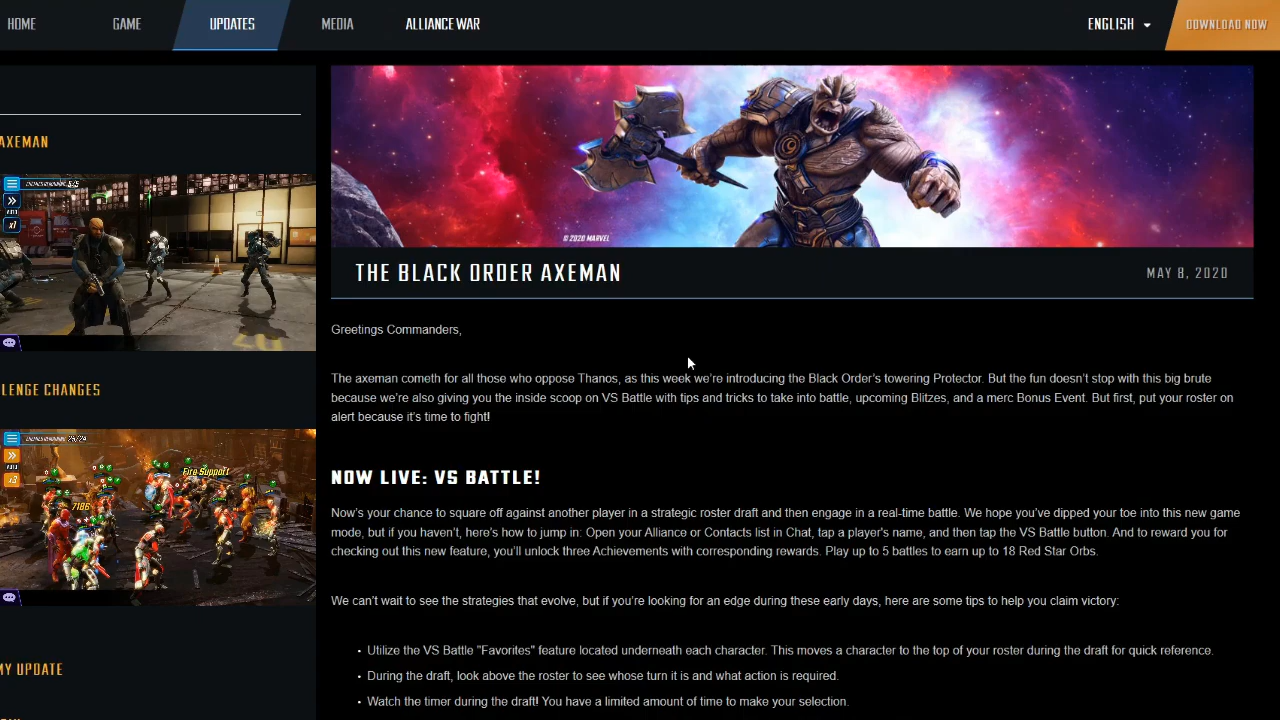 HOME GAME UPDATES MEDIA ALLIANCE WAR ENGLISH DOWNLOAD NOW
AXEMAN
ENEMIES REMAINING: 5/5
x1
LENGE CHANGES
Fire Support
7186
x3
MY UPDATE
© 2020 MARVEL
THE BLACK ORDER AXEMAN MAY 8, 2020
Greetings Commanders,
The axeman cometh for all those who oppose Thanos, as this week we're introducing the Black Order's towering Protector. But the fun doesn't stop with this big brute
because we're also giving you the inside scoop on VS Battle with tips and tricks to take into battle, upcoming Blitzes, and a merc Bonus Event. But first, put your roster on
alert because it's time to fight!
NOW LIVE: VS BATTLE!
Now's your chance to square off against another player in a strategic roster draft and then engage in a real-time battle. We hope you've dipped your toe into this new game
mode, but if you haven't, here's how to jump in: Open your Alliance or Contacts list in Chat, tap a player's name, and then tap the VS Battle button. And to reward you for
checking out this new feature, you'll unlock three Achievements with corresponding rewards. Play up to 5 battles to earn up to 18 Red Star Orbs.
We can't wait to see the strategies that evolve, but if you're looking for an edge during these early days, here are some tips to help you claim victory:
• Utilize the VS Battle "Favorites" feature located underneath each character. This moves a character to the top of your roster during the draft for quick reference.
• During the draft, look above the roster to see whose turn it is and what action is required.
• Watch the timer during the draft! You have a limited amount of time to make your selection.